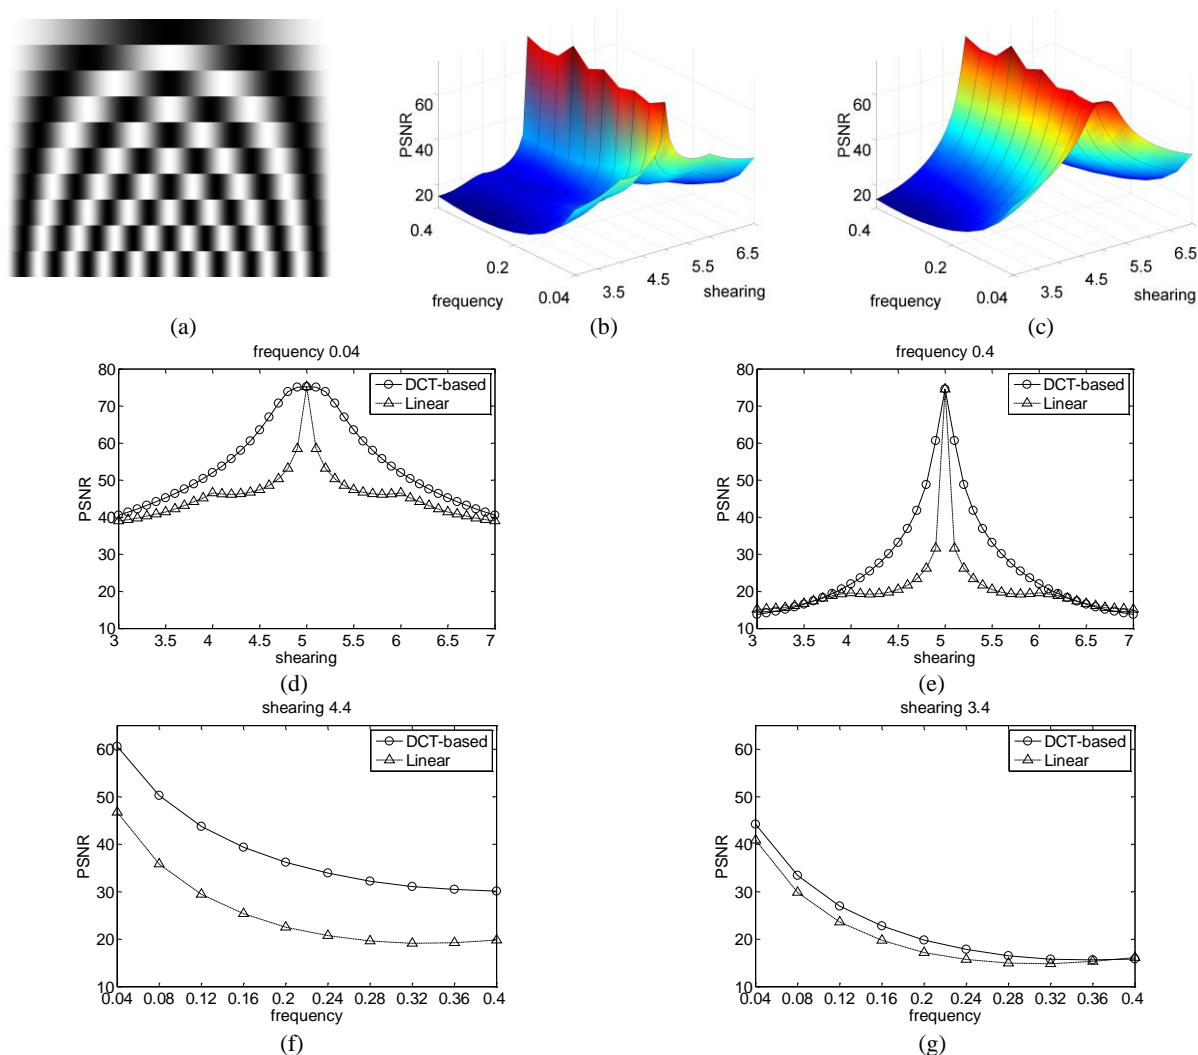 PSNR
60
40
20
0.4
0.2
0.04
frequency
3.5
4.5
5.5
6.5
shearing
PSNR
60
40
20
0.4
0.2
0.04
frequency
3.5
4.5
5.5
6.5
shearing
(a)
(b)
(c)
frequency 0.04
80
70
60
50
40
30
20
10
PSNR
DCT-based
Linear
3 3.5 4 4.5 5 5.5 6 6.5 7
shearing
(d)
frequency 0.4
80
70
60
50
40
30
20
10
PSNR
DCT-based
Linear
3 3.5 4 4.5 5 5.5 6 6.5 7
shearing
(e)
shearing 4.4
60
50
40
30
20
10
PSNR
DCT-based
Linear
0.04 0.08 0.12 0.16 0.2 0.24 0.28 0.32 0.36 0.4
frequency
(f)
shearing 3.4
60
50
40
30
20
10
PSNR
DCT-based
Linear
0.04 0.08 0.12 0.16 0.2 0.24 0.28 0.32 0.36 0.4
frequency
(g)